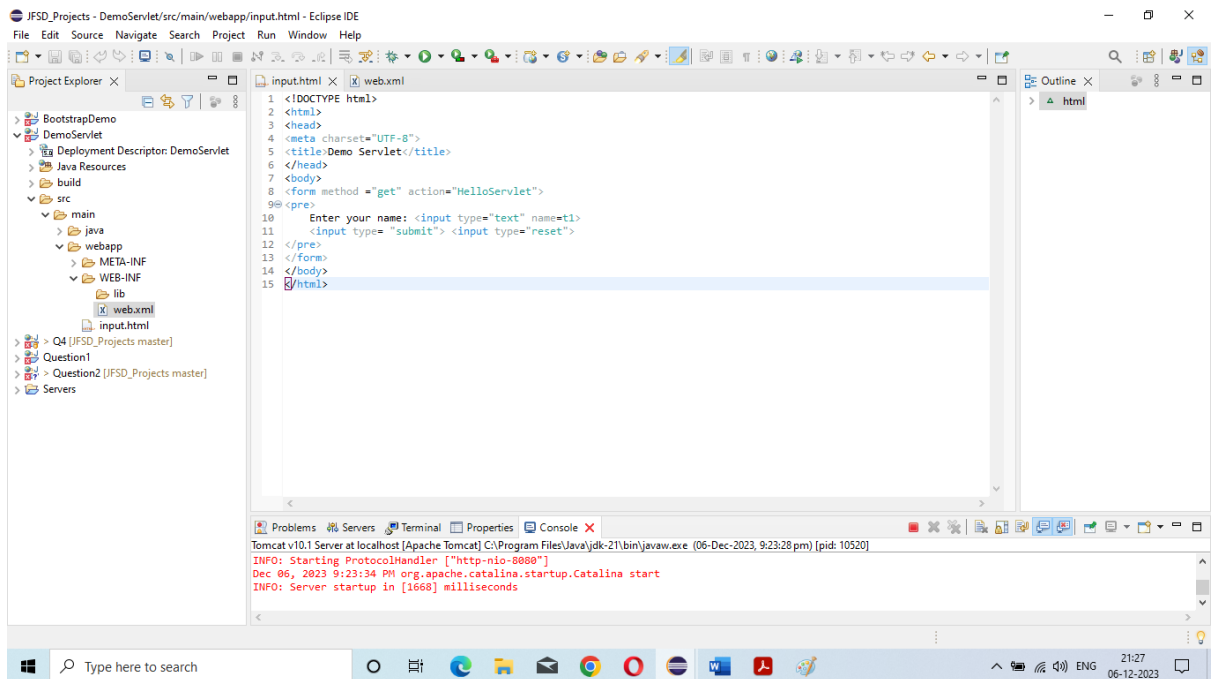 JFSD_Projects - DemoServlet/src/main/webapp/input.html - Eclipse IDE
File Edit Source Navigate Search Project Run Window Help
Project Explorer
BootstrapDemo
DemoServlet
Deployment Descriptor: DemoServlet
Java Resources
build
src
main
java
webapp
META-INF
WEB-INF
lib
web.xml
input.html
> Q4 [JFSD_Projects master]
Question1
> Question2 [JFSD_Projects master]
Servers
input.html web.xml
1 <!DOCTYPE html>
2 <html>
3 <head>
4 <meta charset="UTF-8">
5 <title>Demo Servlet</title>
6 </head>
7 <body>
8 <form method ="get" action="HelloServlet">
9 <pre>
10 Enter your name: <input type="text" name=t1>
11 <input type= "submit"> <input type="reset">
12 </pre>
13 </form>
14 </body>
15 </html>
Outline
html
Problems Servers Terminal Properties Console
Tomcat v10.1 Server at localhost [Apache Tomcat] C:\Program Files\Java\jdk-21\bin\javaw.exe (06-Dec-2023, 9:23:28 pm) [pid: 10520]
INFO: Starting ProtocolHandler ["http-nio-8080"]
Dec 06, 2023 9:23:34 PM org.apache.catalina.startup.Catalina start
INFO: Server startup in [1668] milliseconds
Type here to search
ENG
21:27
06-12-2023